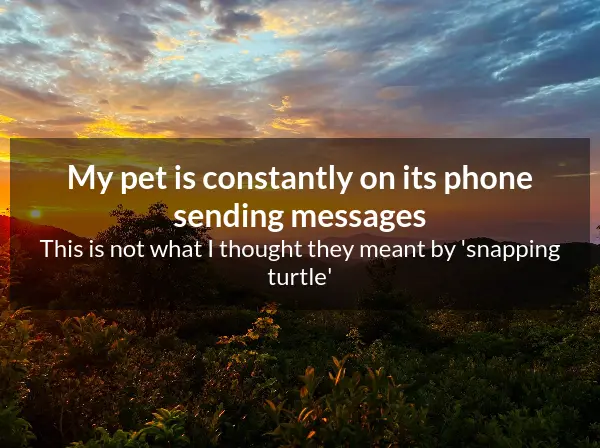 My pet is constantly on its phone
sending messages
This is not what I thought they meant by 'snapping
turtle'